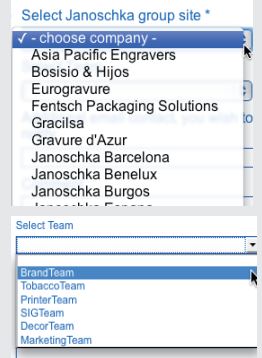 Select Janoschka group site *
✓ - choose company -
Asia Pacific Engravers
Bosisio & Hijos
Eurogravure
Fentsch Packaging Solutions
Gracilsa
Gravure d'Azur
Janoschka Barcelona
Janoschka Benelux
Janoschka Burgos
Select Team
BrandTeam
TobaccoTeam
PrinterTeam
SIGTeam
DecorTeam
MarketingTeam